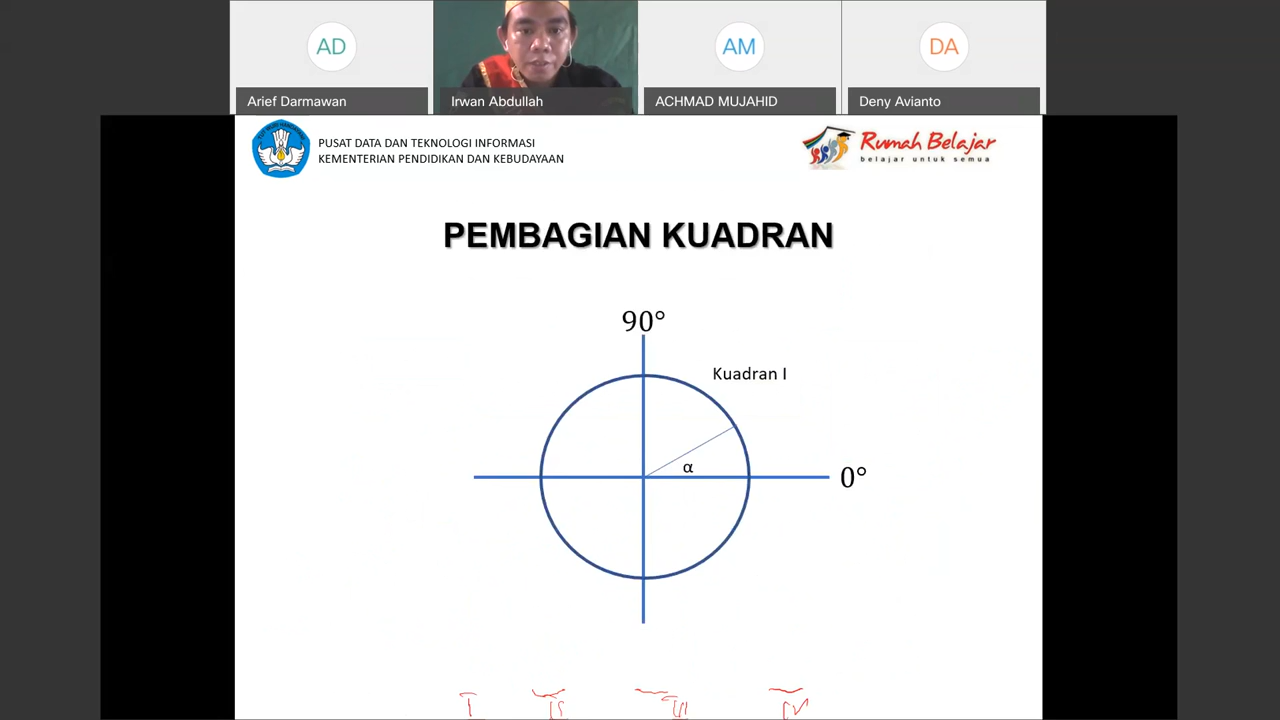 AD
AM
DA
Arief Darmawan
Irwan Abdullah
ACHMAD MUJAHID
Deny Avianto
PUSAT DATA DAN TEKNOLOGI INFORMASI
KEMENTERIAN PENDIDIKAN DAN KEBUDAYAAN
Rumah Belajar
belajar untuk semua
PEMBAGIAN KUADRAN
90°
Kuadran I
α
0°